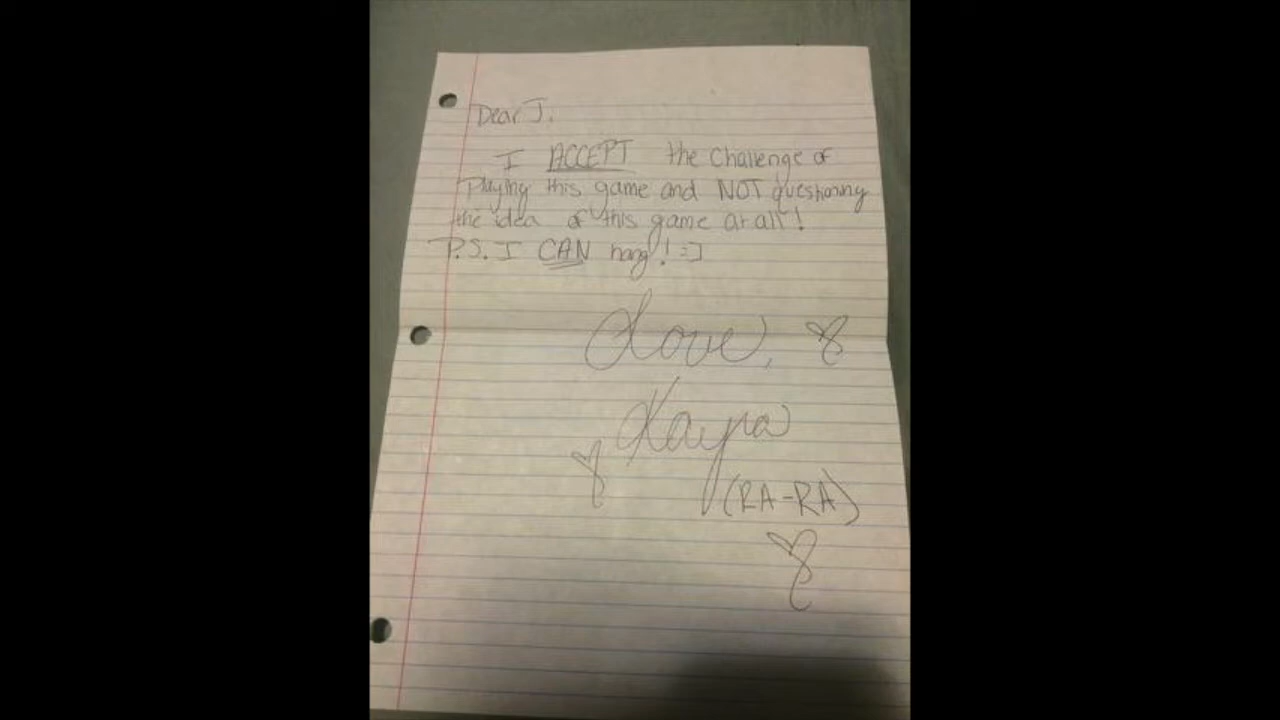 Dear J.
I ACCEPT the challenge of
Playing this game and NOT questioning
the idea of this game at all!
P.S. I CAN hang! =]
Love,
Kayra
(RA-RA)